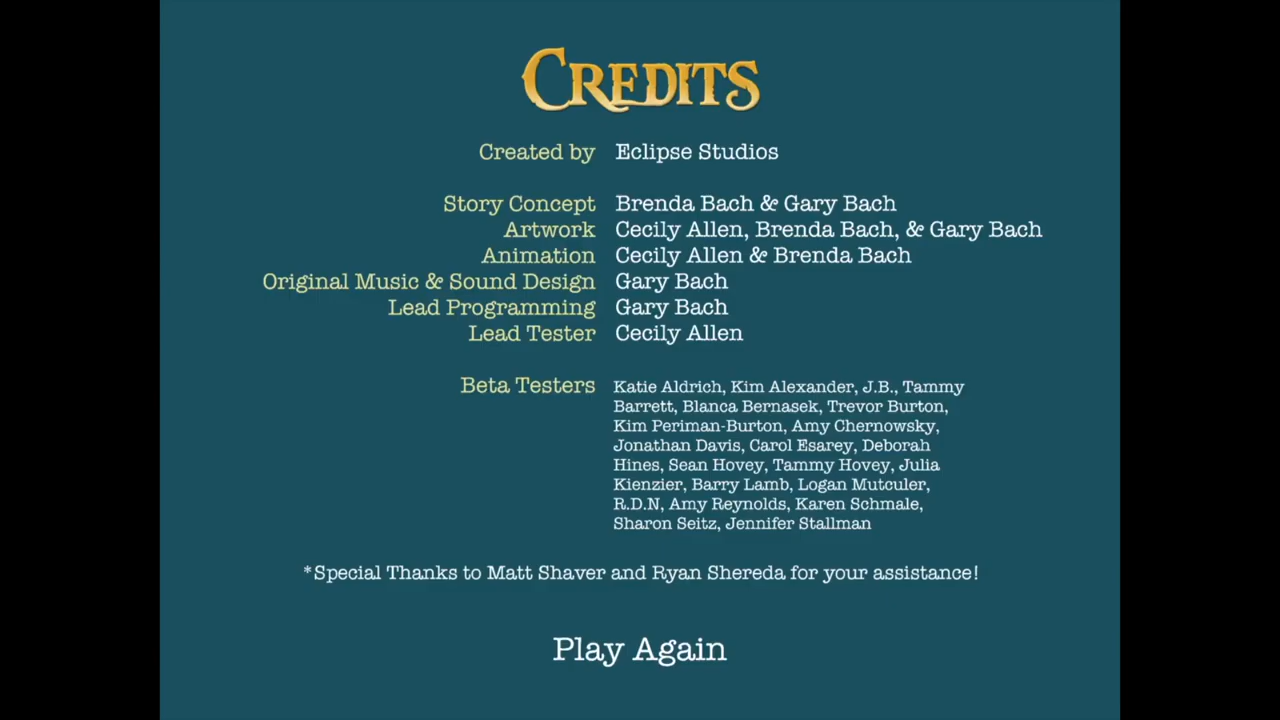 CREDITS
Created by Eclipse Studios
Story Concept Brenda Bach & Gary Bach
Artwork Cecily Allen, Brenda Bach, & Gary Bach
Animation Cecily Allen & Brenda Bach
Original Music & Sound Design Gary Bach
Lead Programming Gary Bach
Lead Tester Cecily Allen
Beta Testers Katie Aldrich, Kim Alexander, J.B., Tammy
Barrett, Blanca Bernasek, Trevor Burton,
Kim Periman-Burton, Amy Chernowsky,
Jonathan Davis, Carol Esarey, Deborah
Hines, Sean Hovey, Tammy Hovey, Julia
Kienzier, Barry Lamb, Logan Mutculer,
R.D.N, Amy Reynolds, Karen Schmale,
Sharon Seitz, Jennifer Stallman
*Special Thanks to Matt Shaver and Ryan Shereda for your assistance!
Play Again